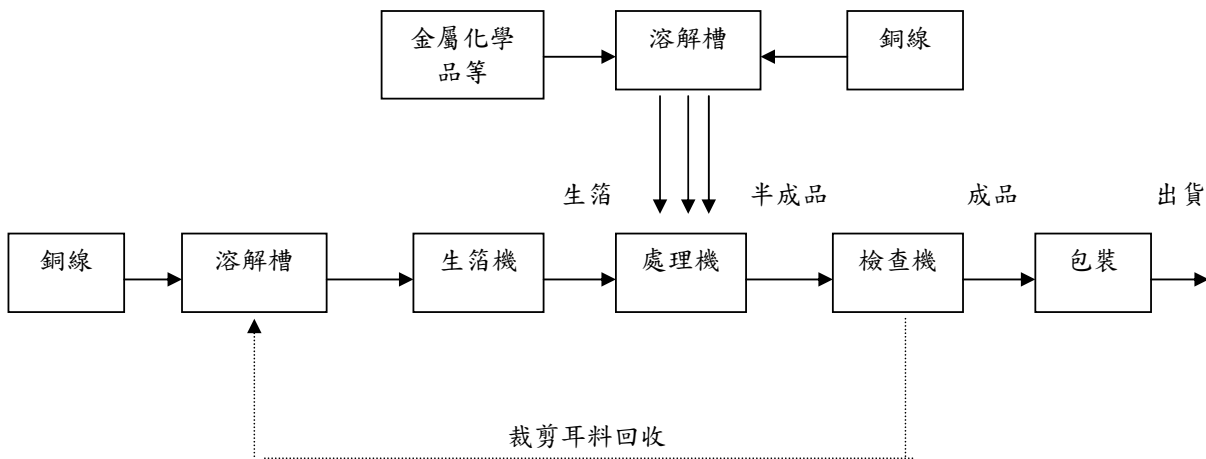 金屬化學
品等
溶解槽
銅線
生箔
半成品
成品
出貨
銅線
溶解槽
生箔機
處理機
檢查機
包裝
裁剪耳料回收